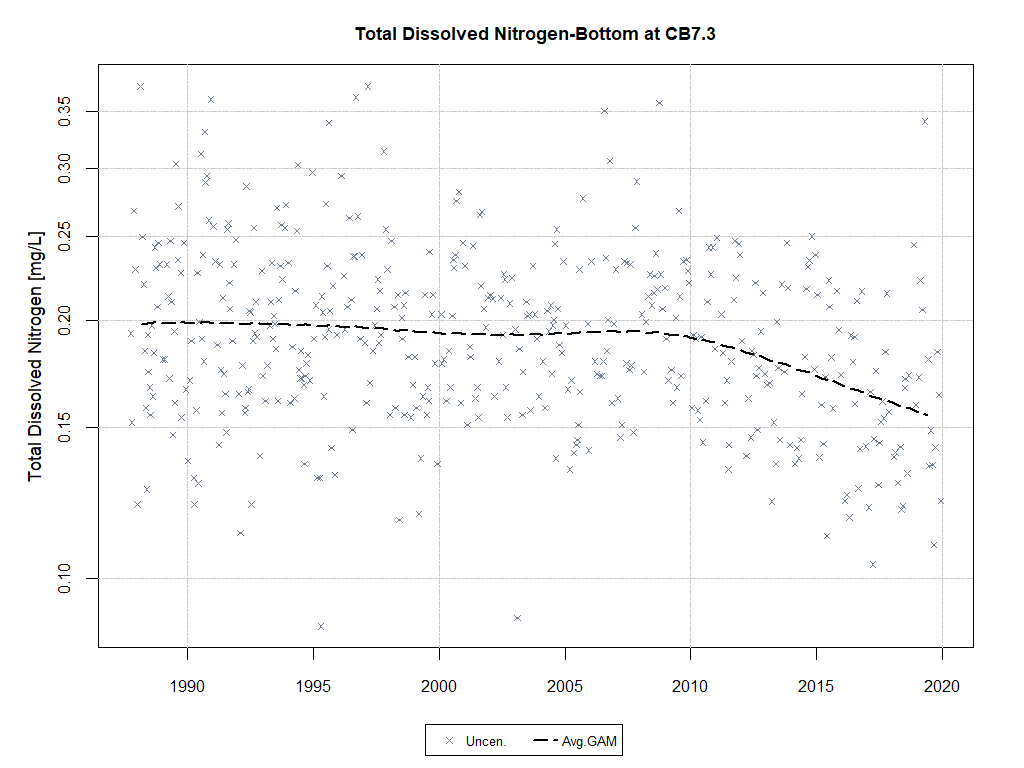 Total Dissolved Nitrogen-Bottom at CB7.3
Total Dissolved Nitrogen [mg/L]
0.35
0.30
0.25
0.20
0.15
0.10
1990 1995 2000 2005 2010 2015 2020
Uncen. Avg.GAM